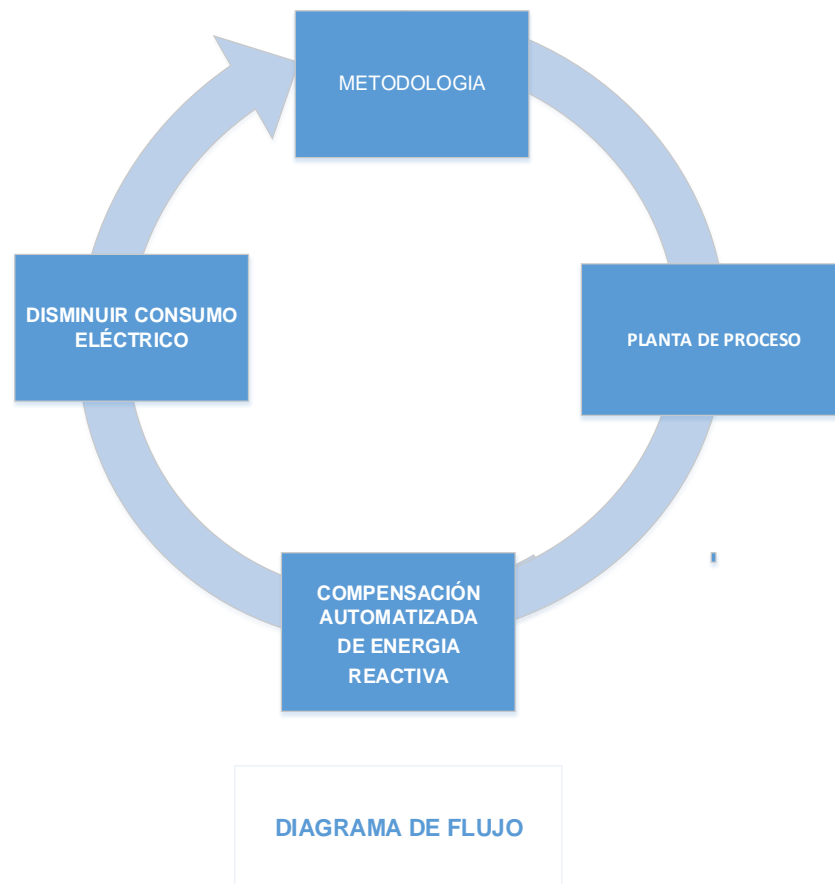 METODOLOGIA
DISMINUIR CONSUMO
ELÉCTRICO
PLANTA DE PROCESO
COMPENSACIÓN
AUTOMATIZADA
DE ENERGIA
REACTIVA
DIAGRAMA DE FLUJO